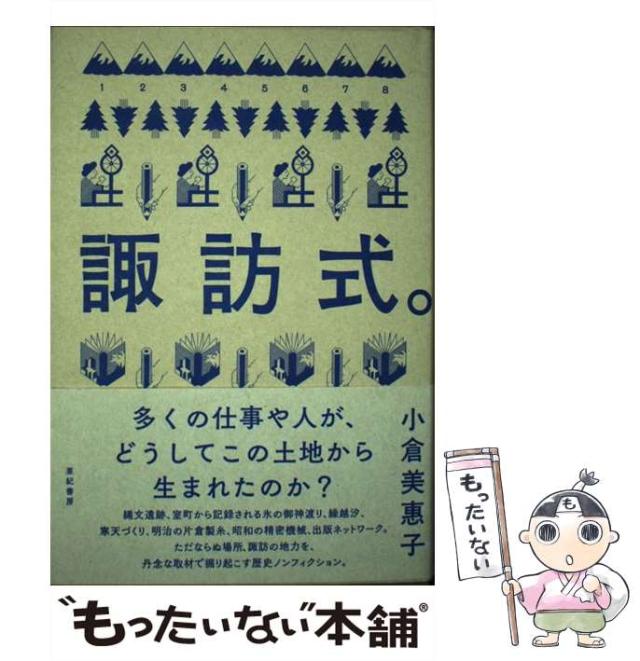 1 2 3 4 5 6 7 8
諏訪式。
多くの仕事や人が、
どうしてこの土地から
生まれたのか？
小倉美惠子
亜紀書房
縄文遺跡、室町から記録される氷の御神渡り、繰越汐、
寒天づくり、明治の片倉製糸、昭和の精密機械、出版ネットワーク。
ただならぬ場所、諏訪の地力を、
丹念な取材で掘り起こす歴史ノンフィクション。
もったいない
"もったいない"本舗®